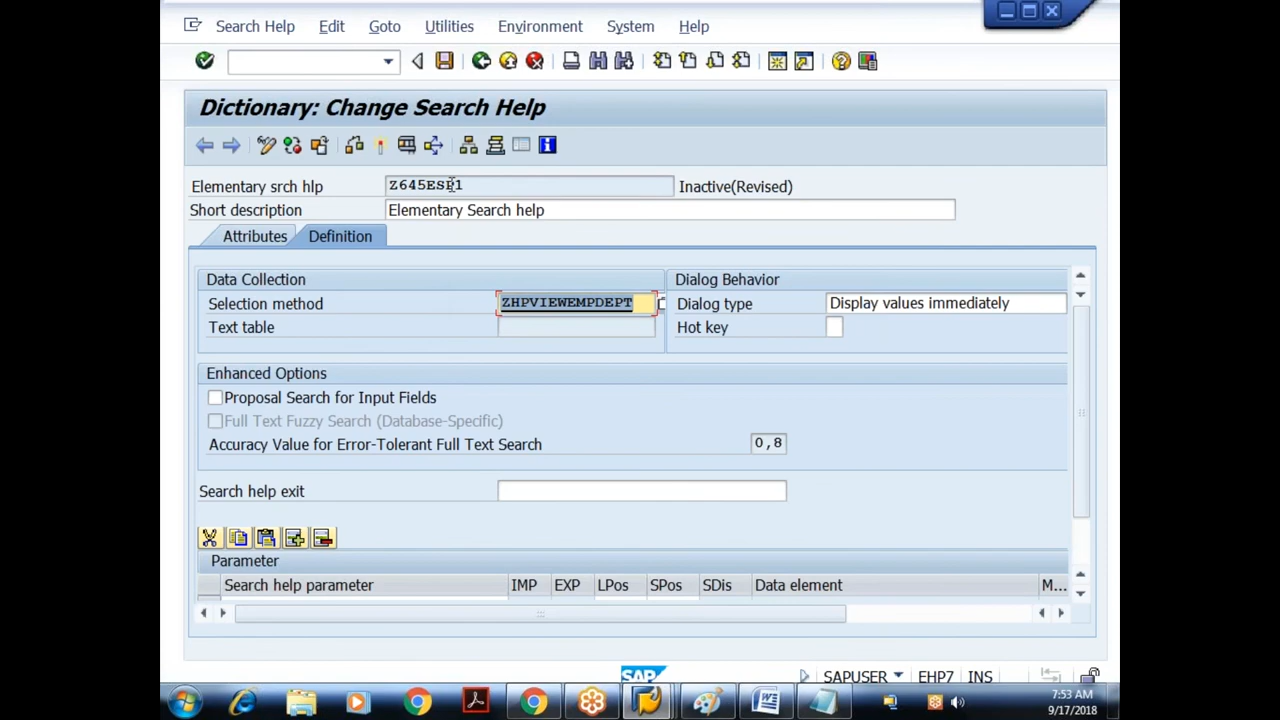 Search Help Edit Goto Utilities Environment System Help
Dictionary: Change Search Help
Elementary srch hlp Inactive(Revised)
Short description Elementary Search help
Attributes Definition
Data Collection Dialog Behavior
Selection method ZHPVIEWEMPDEPT Dialog type Display values immediately
Text table Hot key
Enhanced Options
Proposal Search for Input Fields
Full Text Fuzzy Search (Database-Specific)
Accuracy Value for Error-Tolerant Full Text Search 0,8
Search help exit
Parameter
Search help parameter IMP EXP LPos SPos SDis Data element M...
SAP SAPUSER EHP7 INS
7:53 AM
9/17/2018